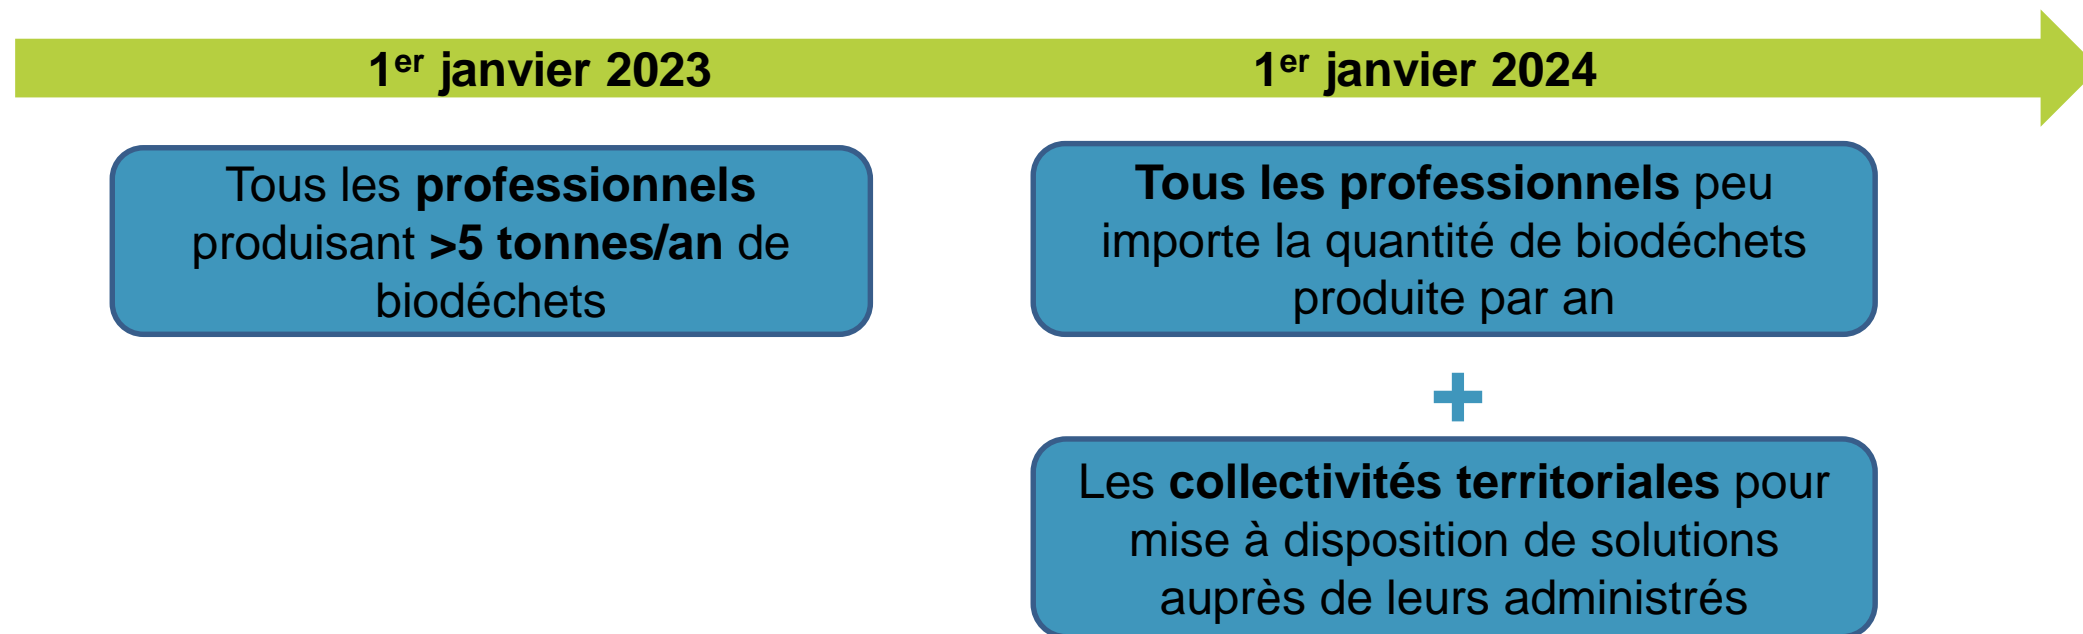 1er janvier 2023
1er janvier 2024
Tous les professionnels
produisant >5 tonnes/an de
biodéchets
Tous les professionnels peu
importe la quantité de biodéchets
produite par an
+
Les collectivités territoriales pour
mise à disposition de solutions
auprès de leurs administrés